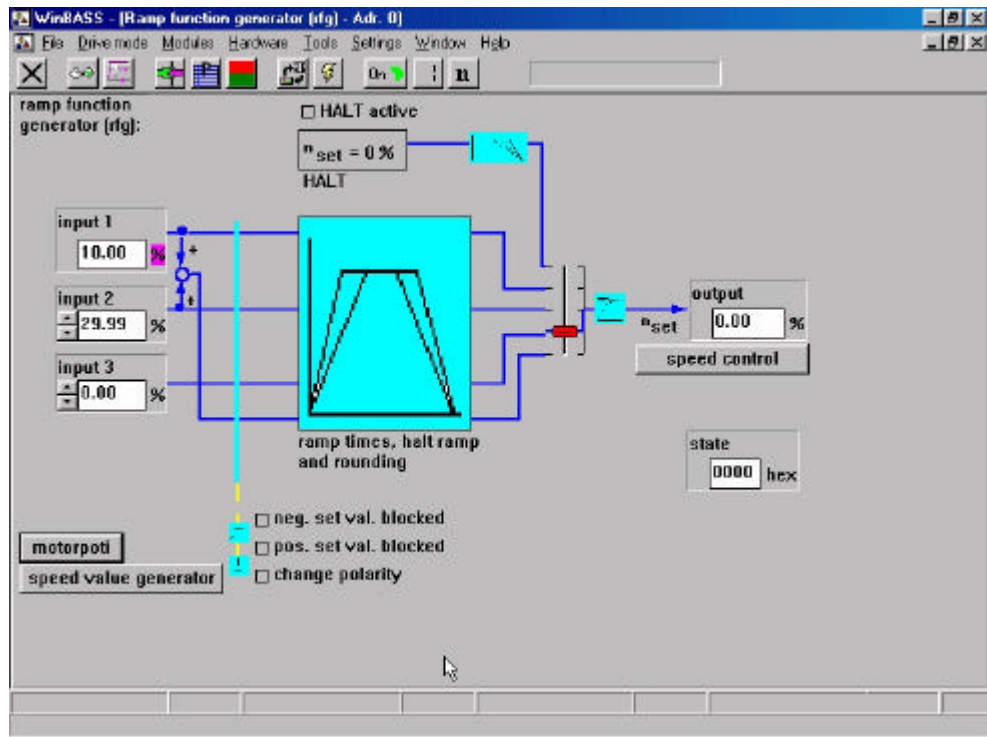 WinBASS - [Ramp function generator (rfg) - Adr. 0]
File Drive mode Modules Hardware Tools Settings Window Help
On n
ramp function
generator (rfg):
HALT active
n set = 0 %
HALT
input 1
10.00 %
+
input 2
+
29.99 %
input 3
0.00 %
output
n set
0.00 %
speed control
ramp times, halt ramp
and rounding
state
0000 hex
neg. set val. blocked
motorpoti
pos. set val. blocked
speed value generator
change polarity